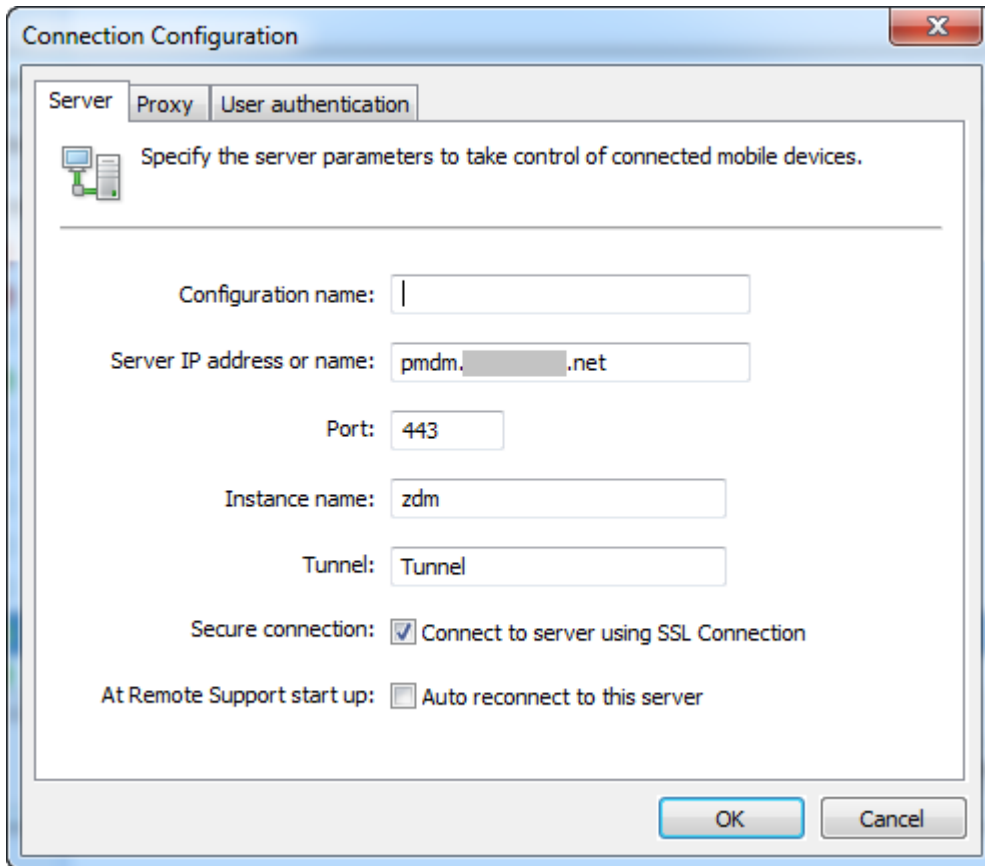 Connection Configuration
Server Proxy User authentication
Specify the server parameters to take control of connected mobile devices.
Configuration name:
Server IP address or name: pmdm. .net
Port: 443
Instance name: zdm
Tunnel: Tunnel
Secure connection: Connect to server using SSL Connection
At Remote Support start up: Auto reconnect to this server
OK Cancel